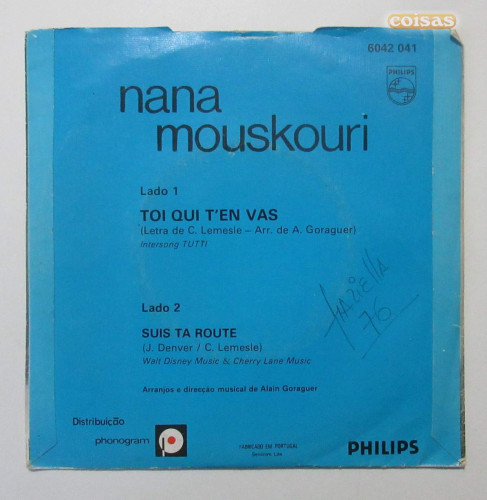 coisas
6042 041
PHILIPS
nana
mouskouri
Lado 1
TOI QUI T'EN VAS
(Letra de C. Lemesle – Arr. de A. Goraguer)
Intersong TUTTI
Lado 2
SUIS TA ROUTE
(J. Denver / C. Lemesle)
Walt Disney Music & Cherry Lane Music
Arranjos e direcção musical de Alain Goraguer
76
Distribuição
phonogram
FABRICADO EM PORTUGAL
PHILIPS